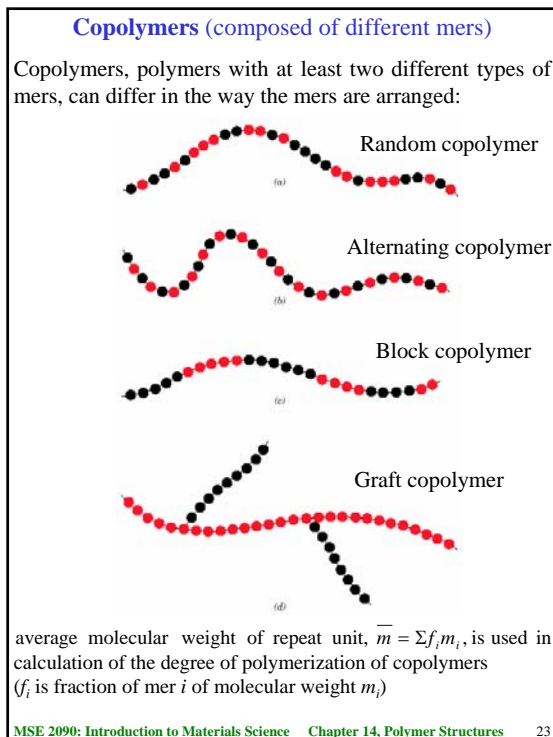 Copolymers (composed of different mers)
Copolymers, polymers with at least two different types of
mers, can differ in the way the mers are arranged:
Random copolymer
(a)
Alternating copolymer
(b)
Block copolymer
(c)
Graft copolymer
(d)
average molecular weight of repeat unit, m̅ = Σfᵢmᵢ, is used in
calculation of the degree of polymerization of copolymers
(fᵢ is fraction of mer i of molecular weight mᵢ)
MSE 2090: Introduction to Materials Science Chapter 14, Polymer Structures 23